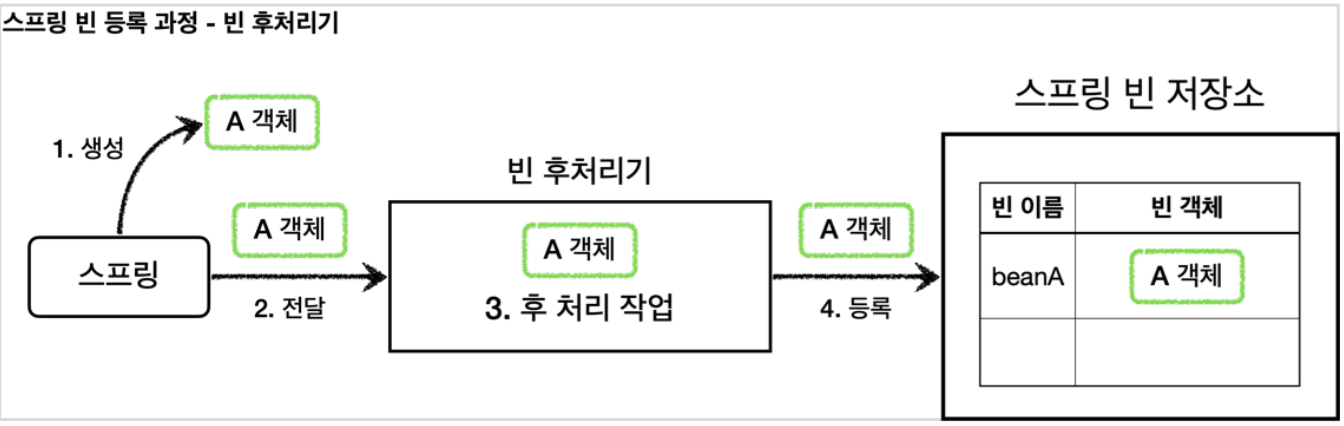 스프링 빈 등록 과정 - 빈 후처리기
스프링 빈 저장소
A 객체
1. 생성
빈 후처리기
A 객체
A 객체
A 객체
빈 이름 빈 객체
스프링
2. 전달
3. 후 처리 작업
4. 등록
beanA A 객체